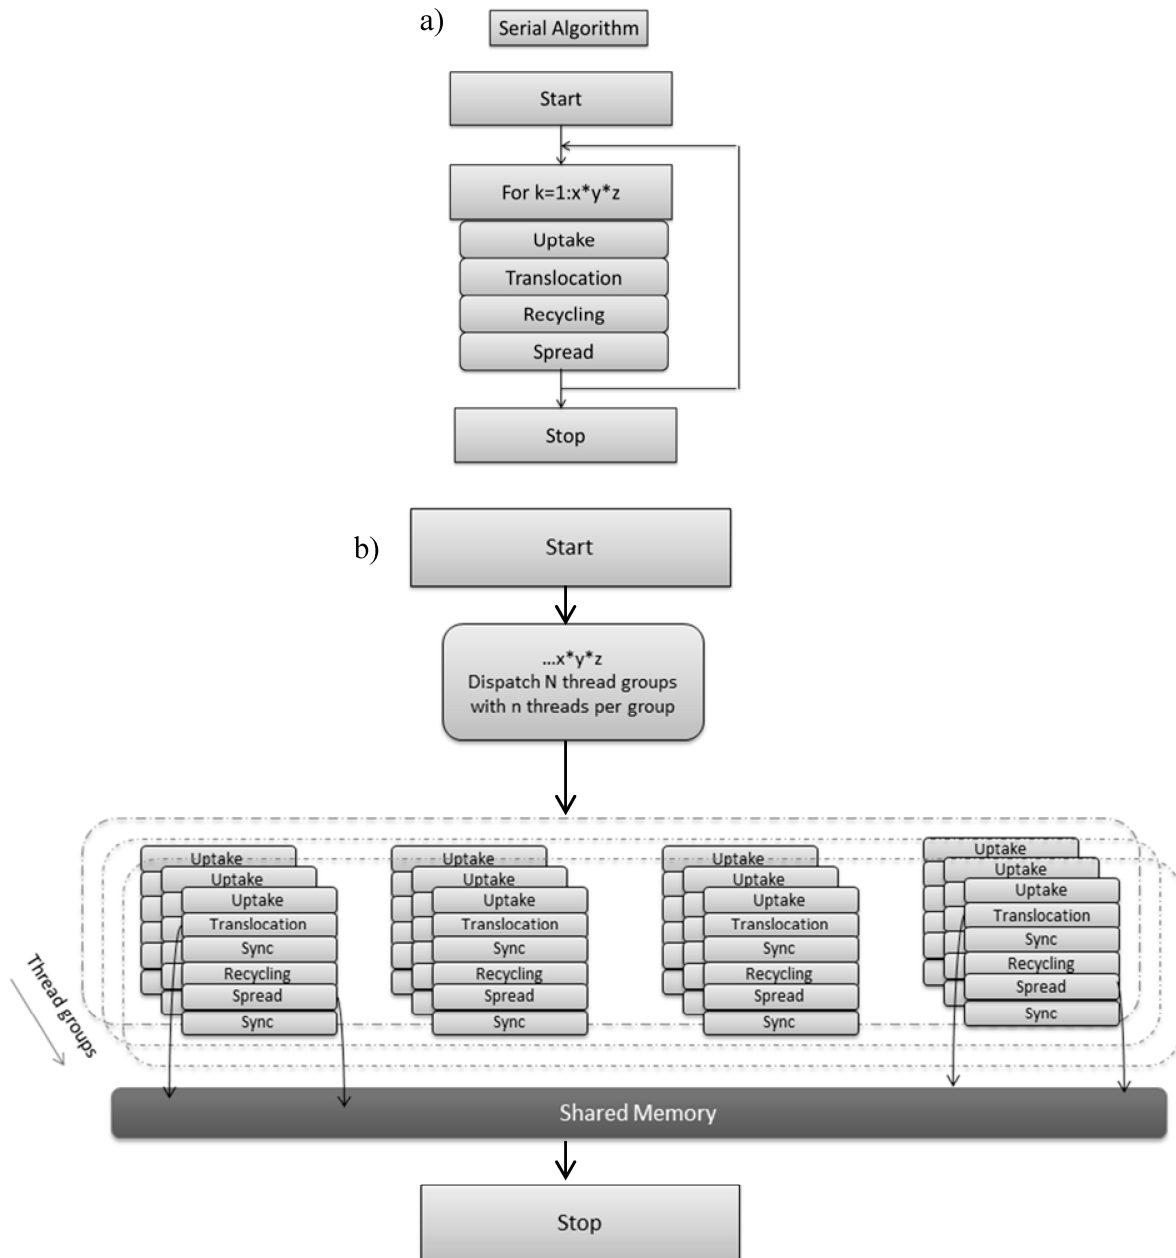 a)
Serial Algorithm
Start
For k=1:x*y*z
Uptake
Translocation
Recycling
Spread
Stop
b)
Start
...x*y*z
Dispatch N thread groups
with n threads per group
Uptake
Uptake
Uptake
Translocation
Sync
Recycling
Spread
Sync
Uptake
Uptake
Uptake
Translocation
Sync
Recycling
Spread
Sync
Uptake
Uptake
Uptake
Translocation
Sync
Recycling
Spread
Sync
Uptake
Uptake
Uptake
Translocation
Sync
Recycling
Spread
Sync
Thread groups
Shared Memory
Stop